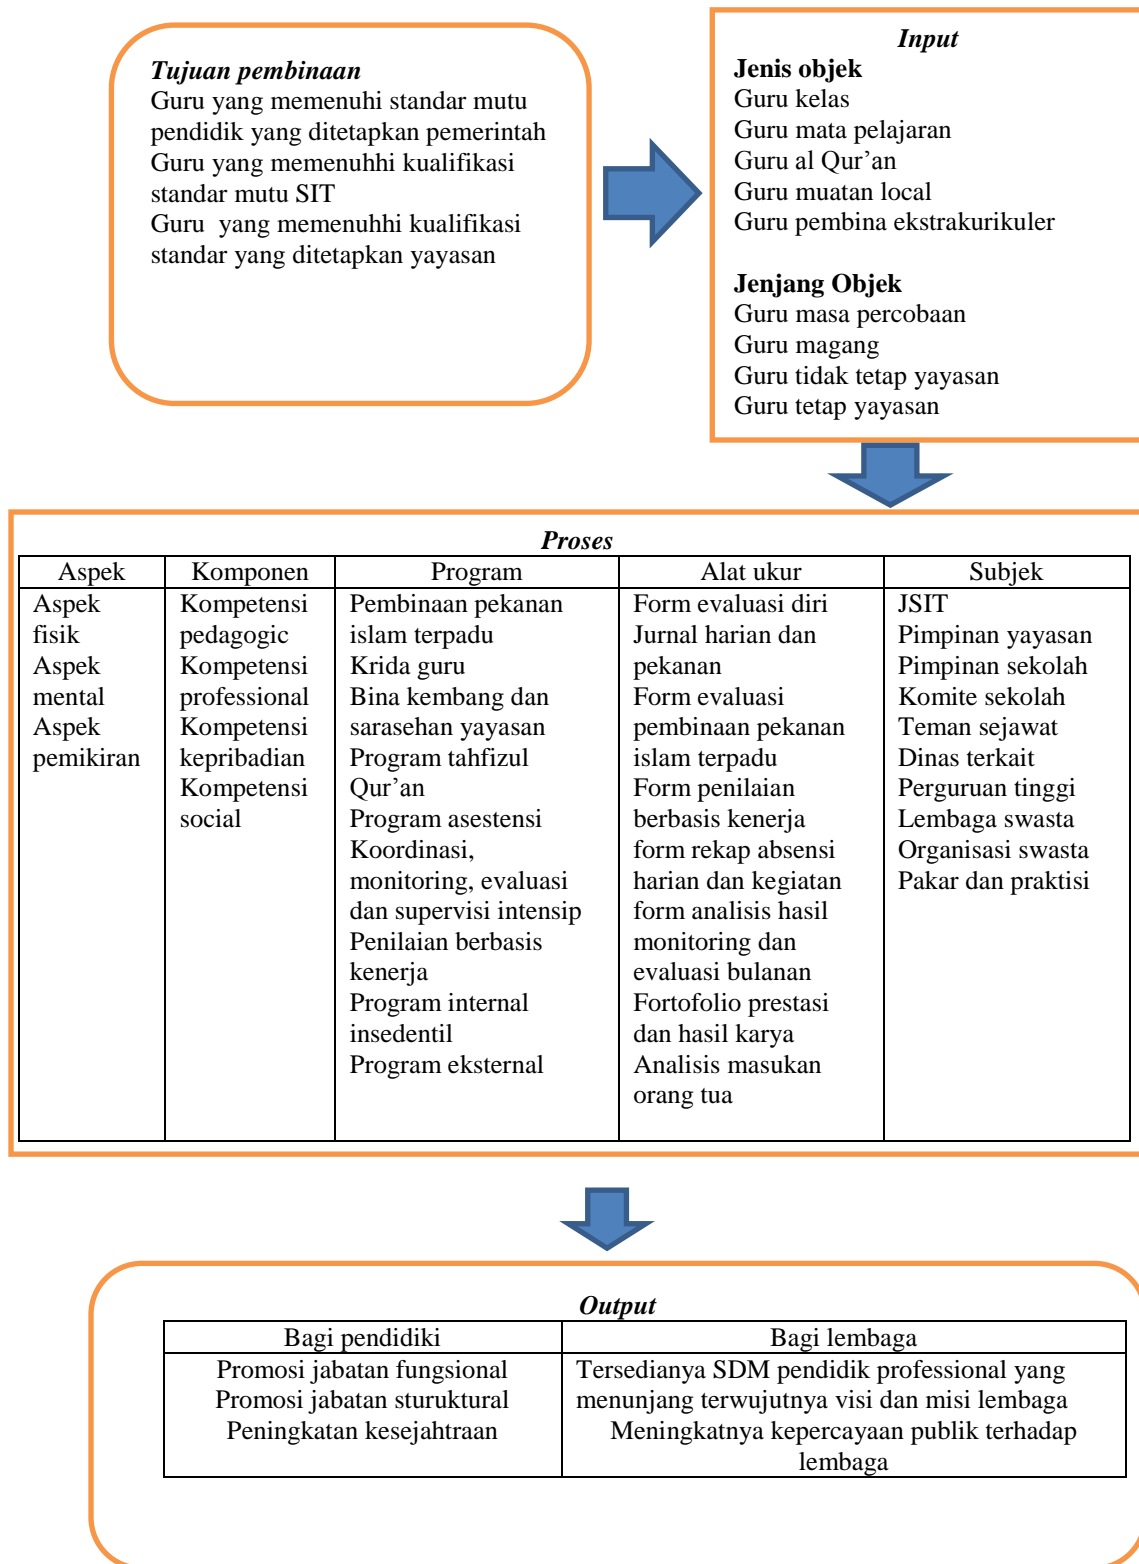 Tujuan pembinaan
Guru yang memenuhi standar mutu
pendidik yang ditetapkan pemerintah
Guru yang memenuhhi kualifikasi
standar mutu SIT
Guru  yang memenuhhi kualifikasi
standar yang ditetapkan yayasan
Input
Jenis objek
Guru kelas
Guru mata pelajaran
Guru al Qur’an
Guru muatan local
Guru pembina ekstrakurikuler
Jenjang Objek
Guru masa percobaan
Guru magang
Guru tidak tetap yayasan
Guru tetap yayasan
Proses
Aspek
Aspek
fisik
Aspek
mental
Aspek
pemikiran
Komponen
Kompetensi
pedagogic
Kompetensi
professional
Kompetensi
kepribadian
Kompetensi
social
Program
Pembinaan pekanan
islam terpadu
Krida guru
Bina kembang dan
sarasehan yayasan
Program tahfizul
Qur’an
Program asestensi
Koordinasi,
monitoring, evaluasi
dan supervisi intensip
Penilaian berbasis
kenerja
Program internal
insedentil
Program eksternal
Alat ukur
Form evaluasi diri
Jurnal harian dan
pekanan
Form evaluasi
pembinaan pekanan
islam terpadu
Form penilaian
berbasis kenerja
form rekap absensi
harian dan kegiatan
form analisis hasil
monitoring dan
evaluasi bulanan
Fortofolio prestasi
dan hasil karya
Analisis masukan
orang tua
Subjek
JSIT
Pimpinan yayasan
Pimpinan sekolah
Komite sekolah
Teman sejawat
Dinas terkait
Perguruan tinggi
Lembaga swasta
Organisasi swasta
Pakar dan praktisi
Output
Bagi pendidiki
Promosi jabatan fungsional
Promosi jabatan sturuktural
Peningkatan kesejahtraan
Bagi lembaga
Tersedianya SDM pendidik professional yang
menunjang terwujutnya visi dan misi lembaga
Meningkatnya kepercayaan publik terhadap
lembaga